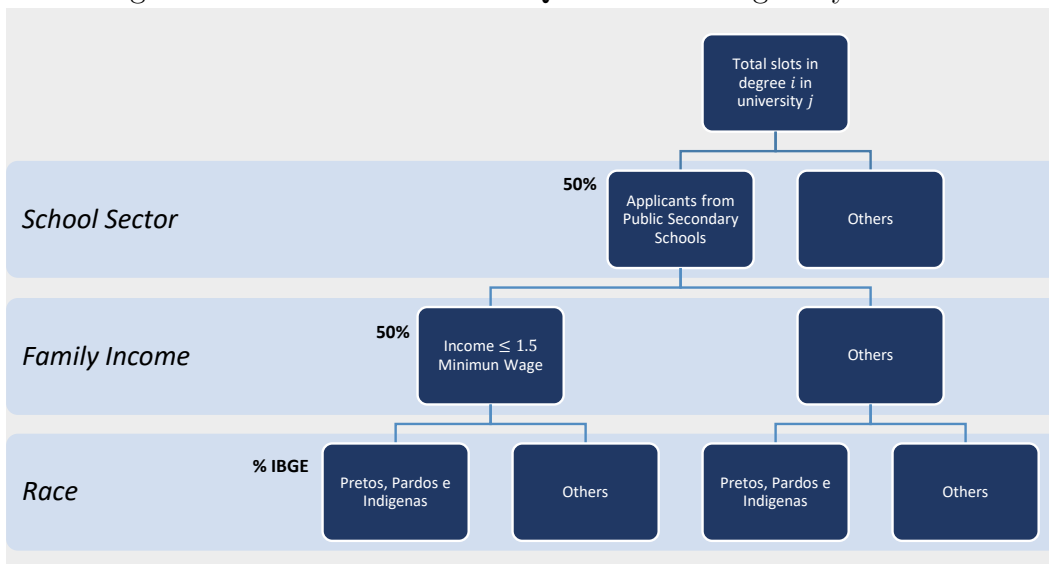 Total slots in
degree i in
university j
School Sector
50%
Applicants from
Public Secondary
Schools
Others
Family Income
50%
Income ≤ 1.5
Minimun Wage
Others
Race
% IBGE
Pretos, Pardos e
Indigenas
Others
Pretos, Pardos e
Indigenas
Others